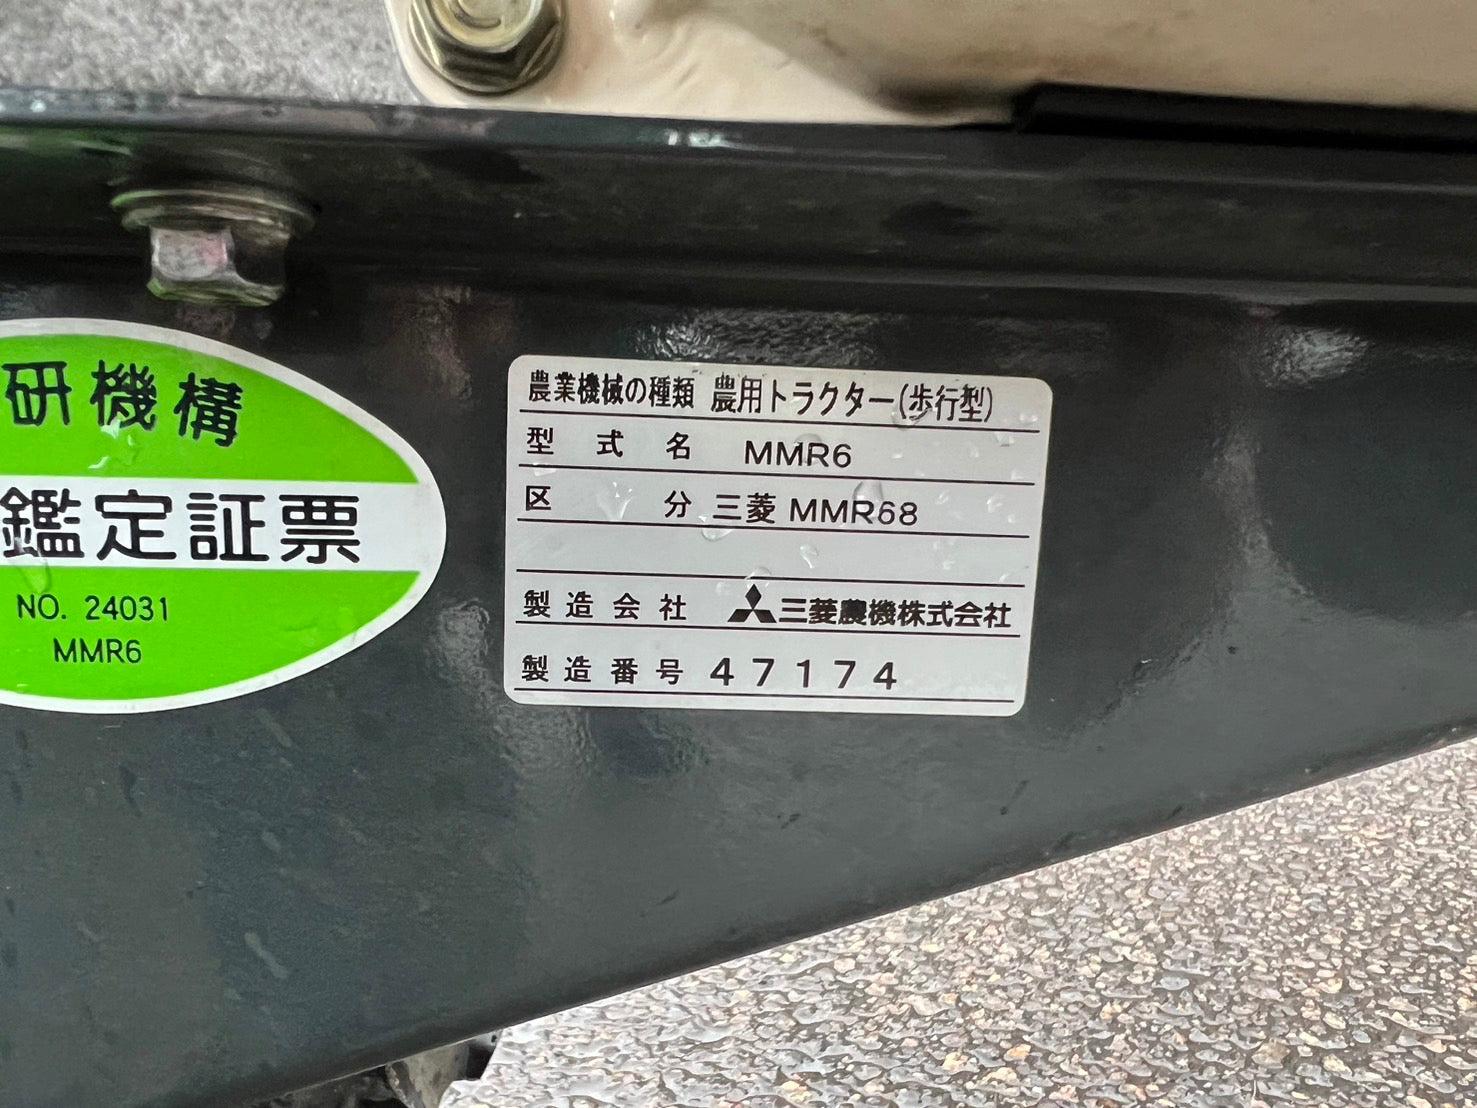 研機構
鑑定証票
NO. 24031
MMR6
農業機械の種類 農用トラクター(歩行型)
型式名 MMR6
区分 三菱 MMR68
製造会社 三菱農機株式会社
製造番号 47174